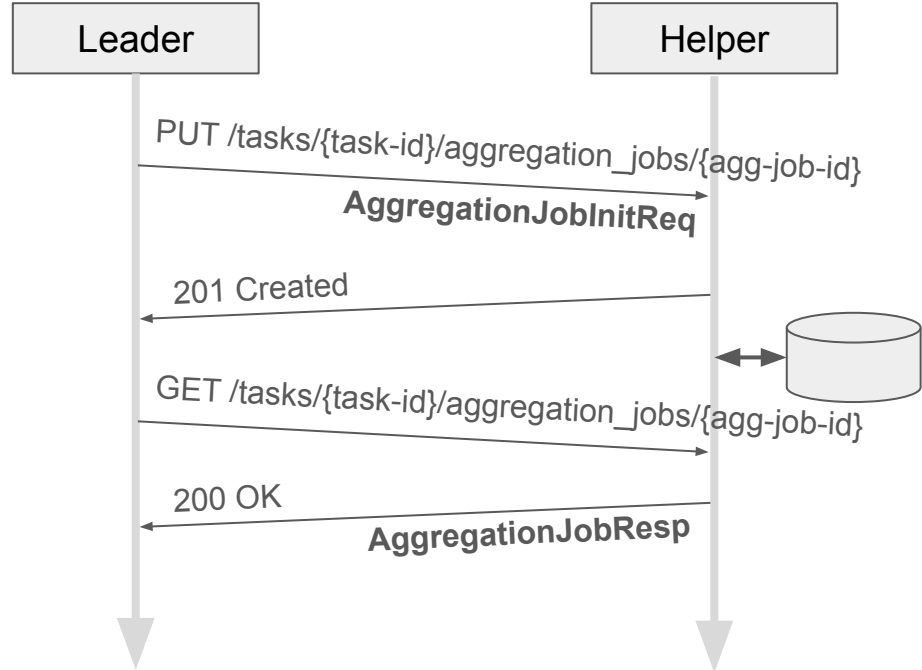 Leader
Helper
PUT /tasks/{task-id}/aggregation_jobs/{agg-job-id}
AggregationJobInitReq
201 Created
GET /tasks/{task-id}/aggregation_jobs/{agg-job-id}
200 OK
AggregationJobResp